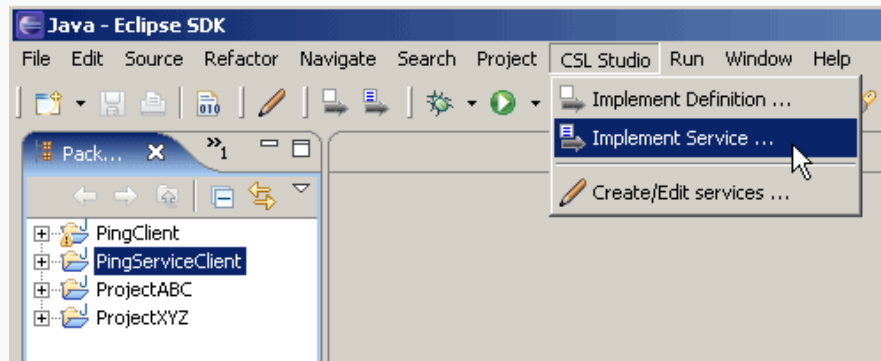 Java - Eclipse SDK
File Edit Source Refactor Navigate Search Project CSL Studio Run Window Help
010
Implement Definition ...
Implement Service ...
Create/Edit services ...
Pack... »1
PingClient
PingServiceClient
ProjectABC
ProjectXYZ